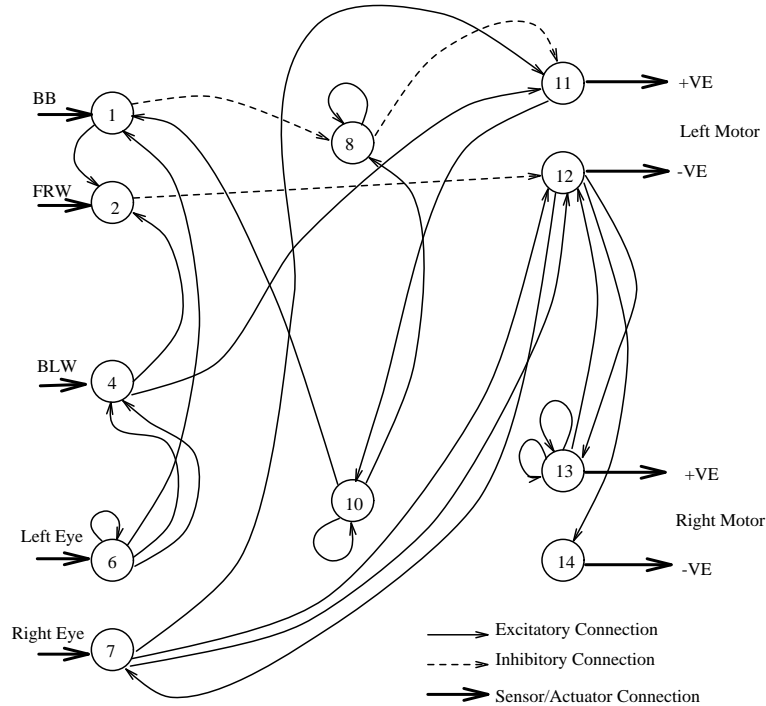 BB
1
8
11
+VE
Left Motor
FRW
2
12
-VE
BLW
4
10
13
+VE
Right Motor
Left Eye
6
14
-VE
Right Eye
7
Excitatory Connection
Inhibitory Connection
Sensor/Actuator Connection